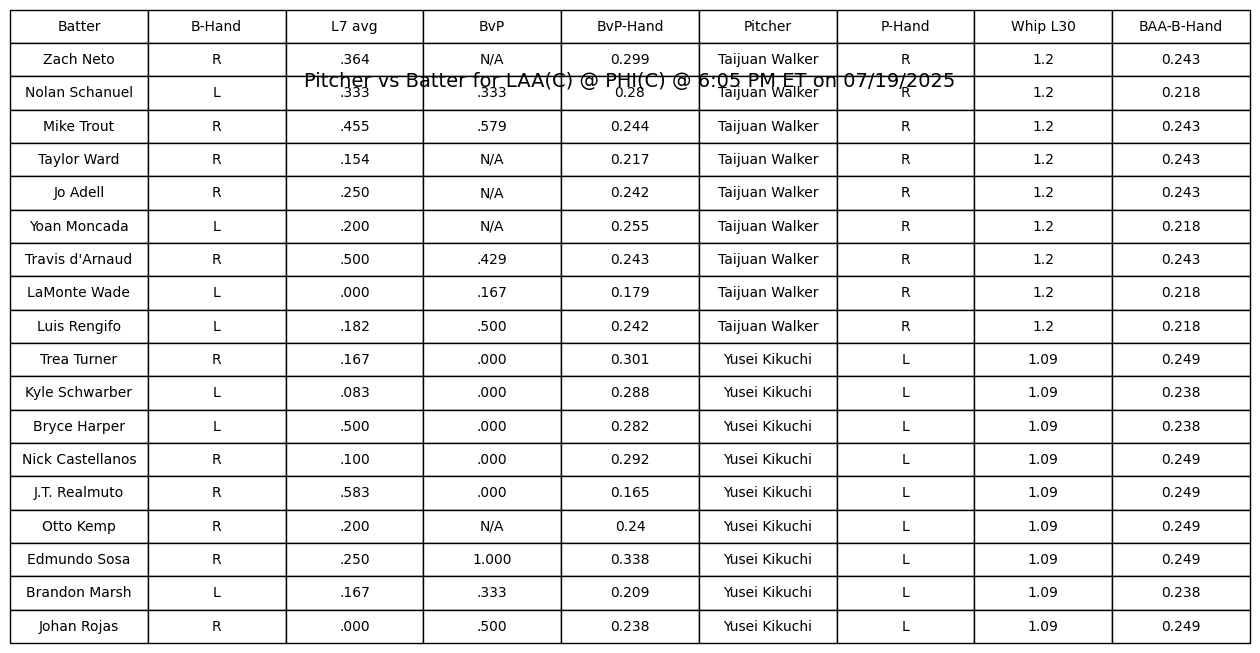 Batter B-Hand L7 avg BvP BvP-Hand Pitcher P-Hand Whip L30 BAA-B-Hand
Zach Neto R .364 N/A 0.299 Taijuan Walker R 1.2 0.243
Pitcher vs Batter for LAA(C) @ PHI(C) @ 6:05 PM ET on 07/19/2025
Nolan Schanuel L .333 .333 0.28 Taijuan Walker R 1.2 0.218
Mike Trout R .455 .579 0.244 Taijuan Walker R 1.2 0.243
Taylor Ward R .154 N/A 0.217 Taijuan Walker R 1.2 0.243
Jo Adell R .250 N/A 0.242 Taijuan Walker R 1.2 0.243
Yoan Moncada L .200 N/A 0.255 Taijuan Walker R 1.2 0.218
Travis d'Arnaud R .500 .429 0.243 Taijuan Walker R 1.2 0.243
LaMonte Wade L .000 .167 0.179 Taijuan Walker R 1.2 0.218
Luis Rengifo L .182 .500 0.242 Taijuan Walker R 1.2 0.218
Trea Turner R .167 .000 0.301 Yusei Kikuchi L 1.09 0.249
Kyle Schwarber L .083 .000 0.288 Yusei Kikuchi L 1.09 0.238
Bryce Harper L .500 .000 0.282 Yusei Kikuchi L 1.09 0.238
Nick Castellanos R .100 .000 0.292 Yusei Kikuchi L 1.09 0.249
J.T. Realmuto R .583 .000 0.165 Yusei Kikuchi L 1.09 0.249
Otto Kemp R .200 N/A 0.24 Yusei Kikuchi L 1.09 0.249
Edmundo Sosa R .250 1.000 0.338 Yusei Kikuchi L 1.09 0.249
Brandon Marsh L .167 .333 0.209 Yusei Kikuchi L 1.09 0.238
Johan Rojas R .000 .500 0.238 Yusei Kikuchi L 1.09 0.249